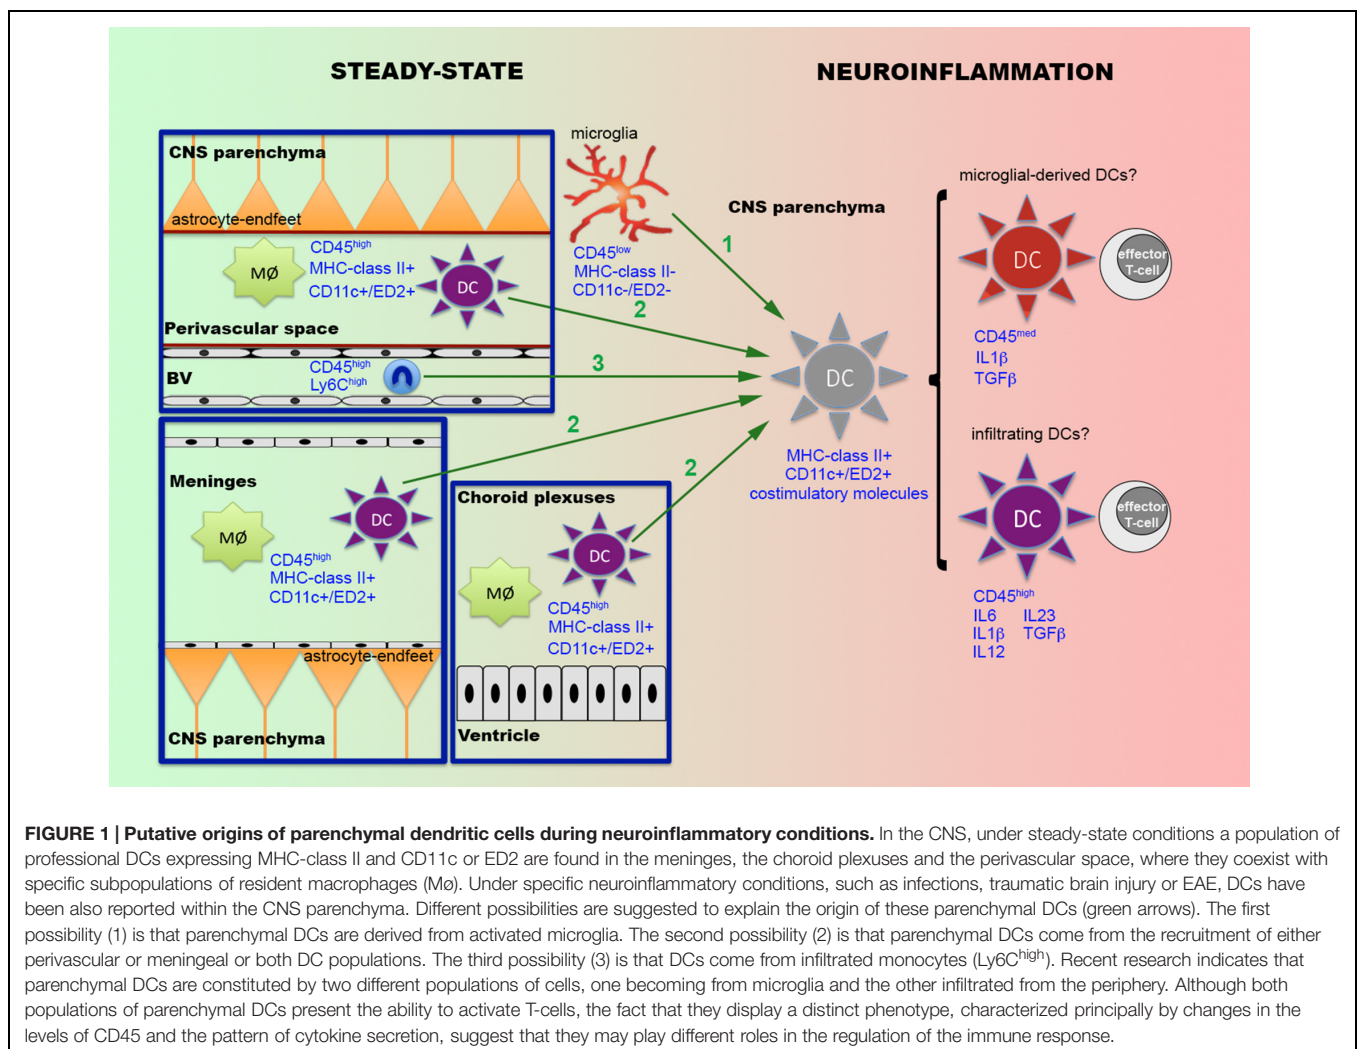 STEADY-STATE
NEUROINFLAMMATION
CNS parenchyma
astrocyte-endfeet
MØ
CD45high
MHC-class II+
CD11c+/ED2+
DC
Perivascular space
BV
CD45high
Ly6Chigh
microglia
CD45low
MHC-class II-
CD11c-/ED2-
CNS parenchyma
1
2
3
2
2
Meninges
MØ
DC
CD45high
MHC-class II+
CD11c+/ED2+
astrocyte-endfeet
CNS parenchyma
Choroid plexuses
DC
MØ
CD45high
MHC-class II+
CD11c+/ED2+
Ventricle
DC
MHC-class II+
CD11c+/ED2+
costimulatory molecules
microglial-derived DCs?
DC
effector
T-cell
CD45med
IL1β
TGFβ
infiltrating DCs?
DC
effector
T-cell
CD45high
IL6 IL23
IL1β TGFβ
IL12
FIGURE 1 | Putative origins of parenchymal dendritic cells during neuroinflammatory conditions. In the CNS, under steady-state conditions a population of
professional DCs expressing MHC-class II and CD11c or ED2 are found in the meninges, the choroid plexuses and the perivascular space, where they coexist with
specific subpopulations of resident macrophages (Mø). Under specific neuroinflammatory conditions, such as infections, traumatic brain injury or EAE, DCs have
been also reported within the CNS parenchyma. Different possibilities are suggested to explain the origin of these parenchymal DCs (green arrows). The first
possibility (1) is that parenchymal DCs are derived from activated microglia. The second possibility (2) is that parenchymal DCs come from the recruitment of either
perivascular or meningeal or both DC populations. The third possibility (3) is that DCs come from infiltrated monocytes (Ly6Chigh). Recent research indicates that
parenchymal DCs are constituted by two different populations of cells, one becoming from microglia and the other infiltrated from the periphery. Although both
populations of parenchymal DCs present the ability to activate T-cells, the fact that they display a distinct phenotype, characterized principally by changes in the
levels of CD45 and the pattern of cytokine secretion, suggest that they may play different roles in the regulation of the immune response.